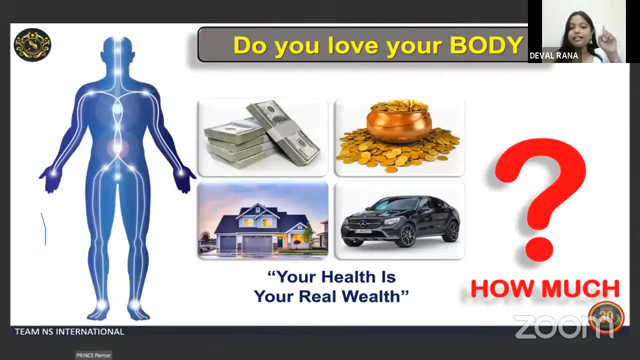 Do you love your BODY
DEVAL RANA
“Your Health Is
Your Real Wealth”
HOW MUCH
20
zoom
TEAM NS INTERNATIONAL
PRINCE Parmar